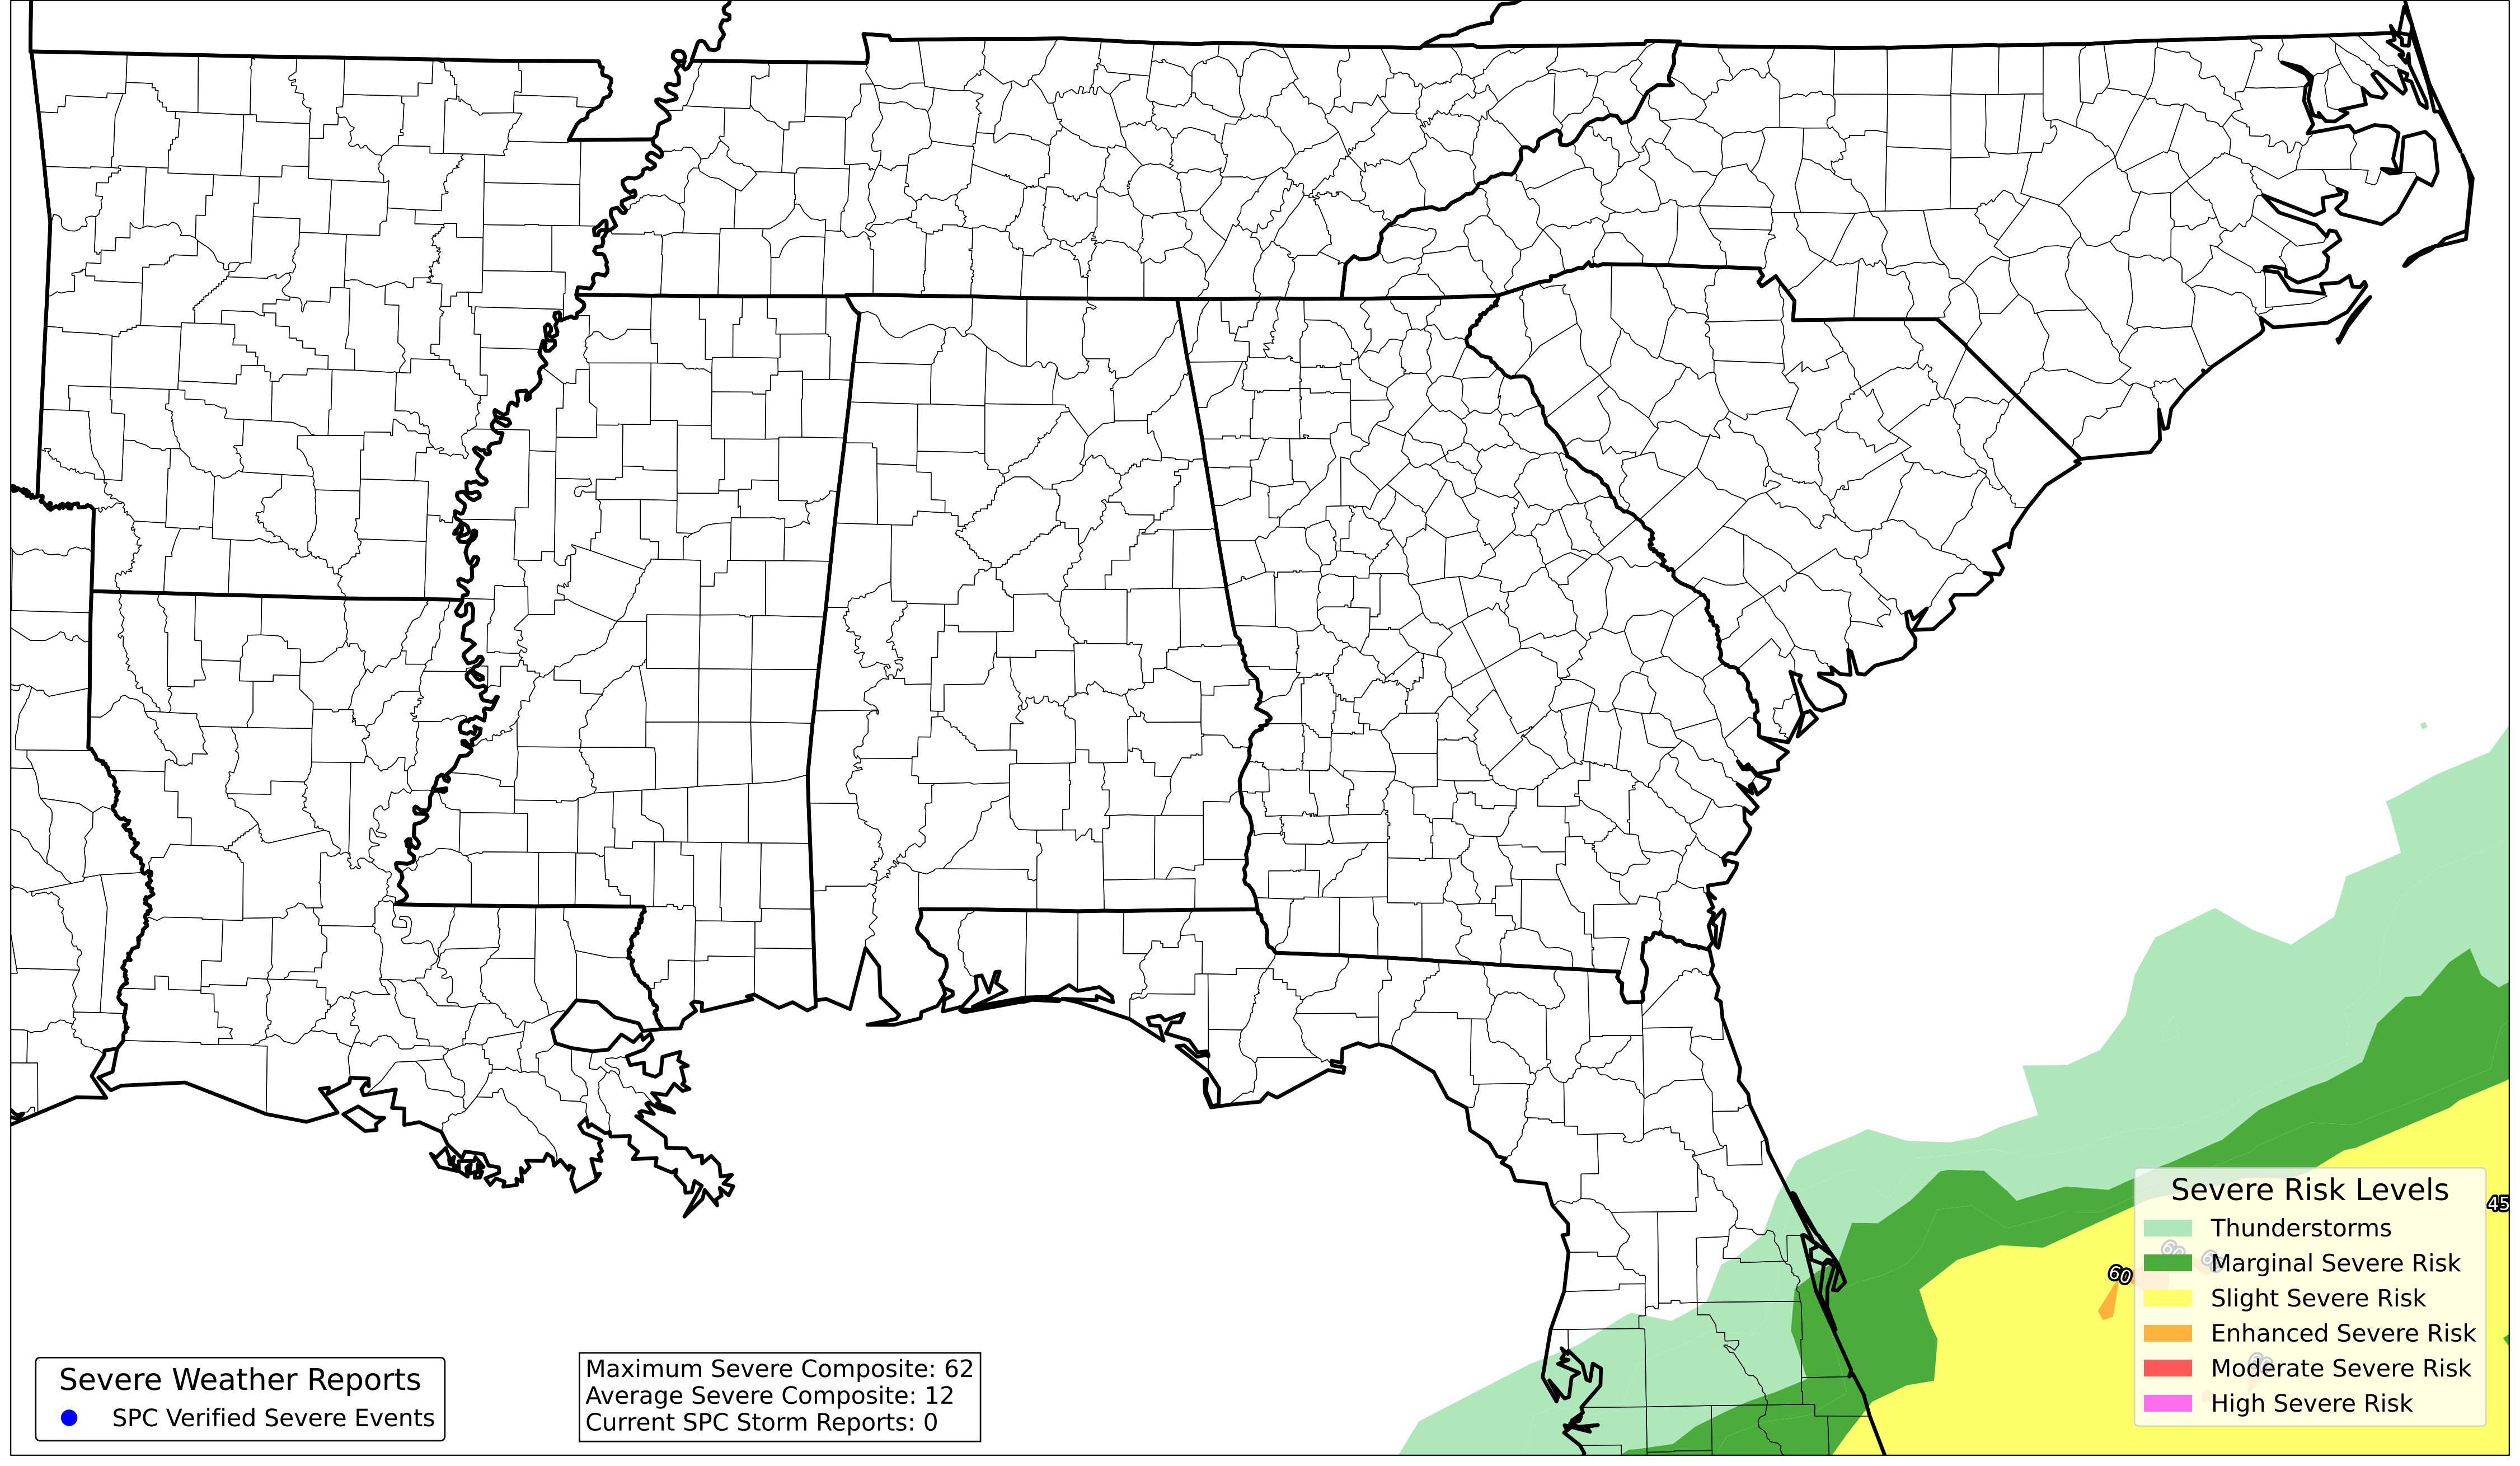 45
60
Severe Risk Levels
Thunderstorms
Marginal Severe Risk
Slight Severe Risk
Enhanced Severe Risk
Moderate Severe Risk
High Severe Risk
Severe Weather Reports
SPC Verified Severe Events
Maximum Severe Composite: 62
Average Severe Composite: 12
Current SPC Storm Reports: 0